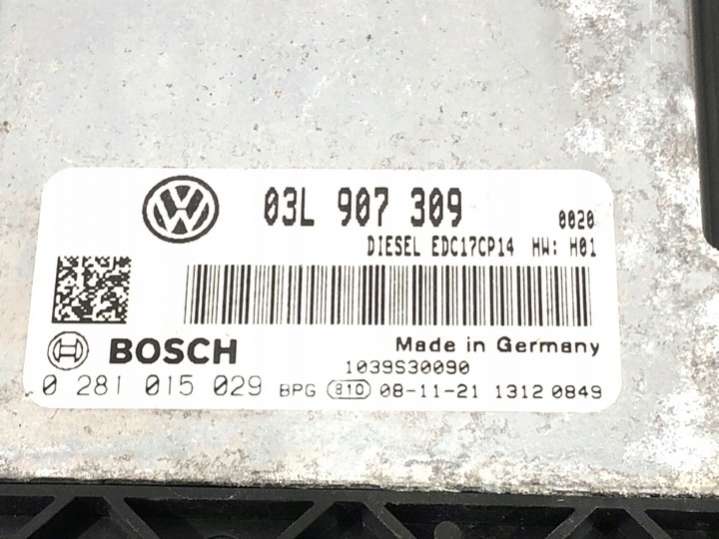 03L 907 309
0020
DIESEL EDC17CP14 HW: H01
BOSCH
Made in Germany
1039S30090
0 281 015 029 BPG 810 08-11-21 1312 0849